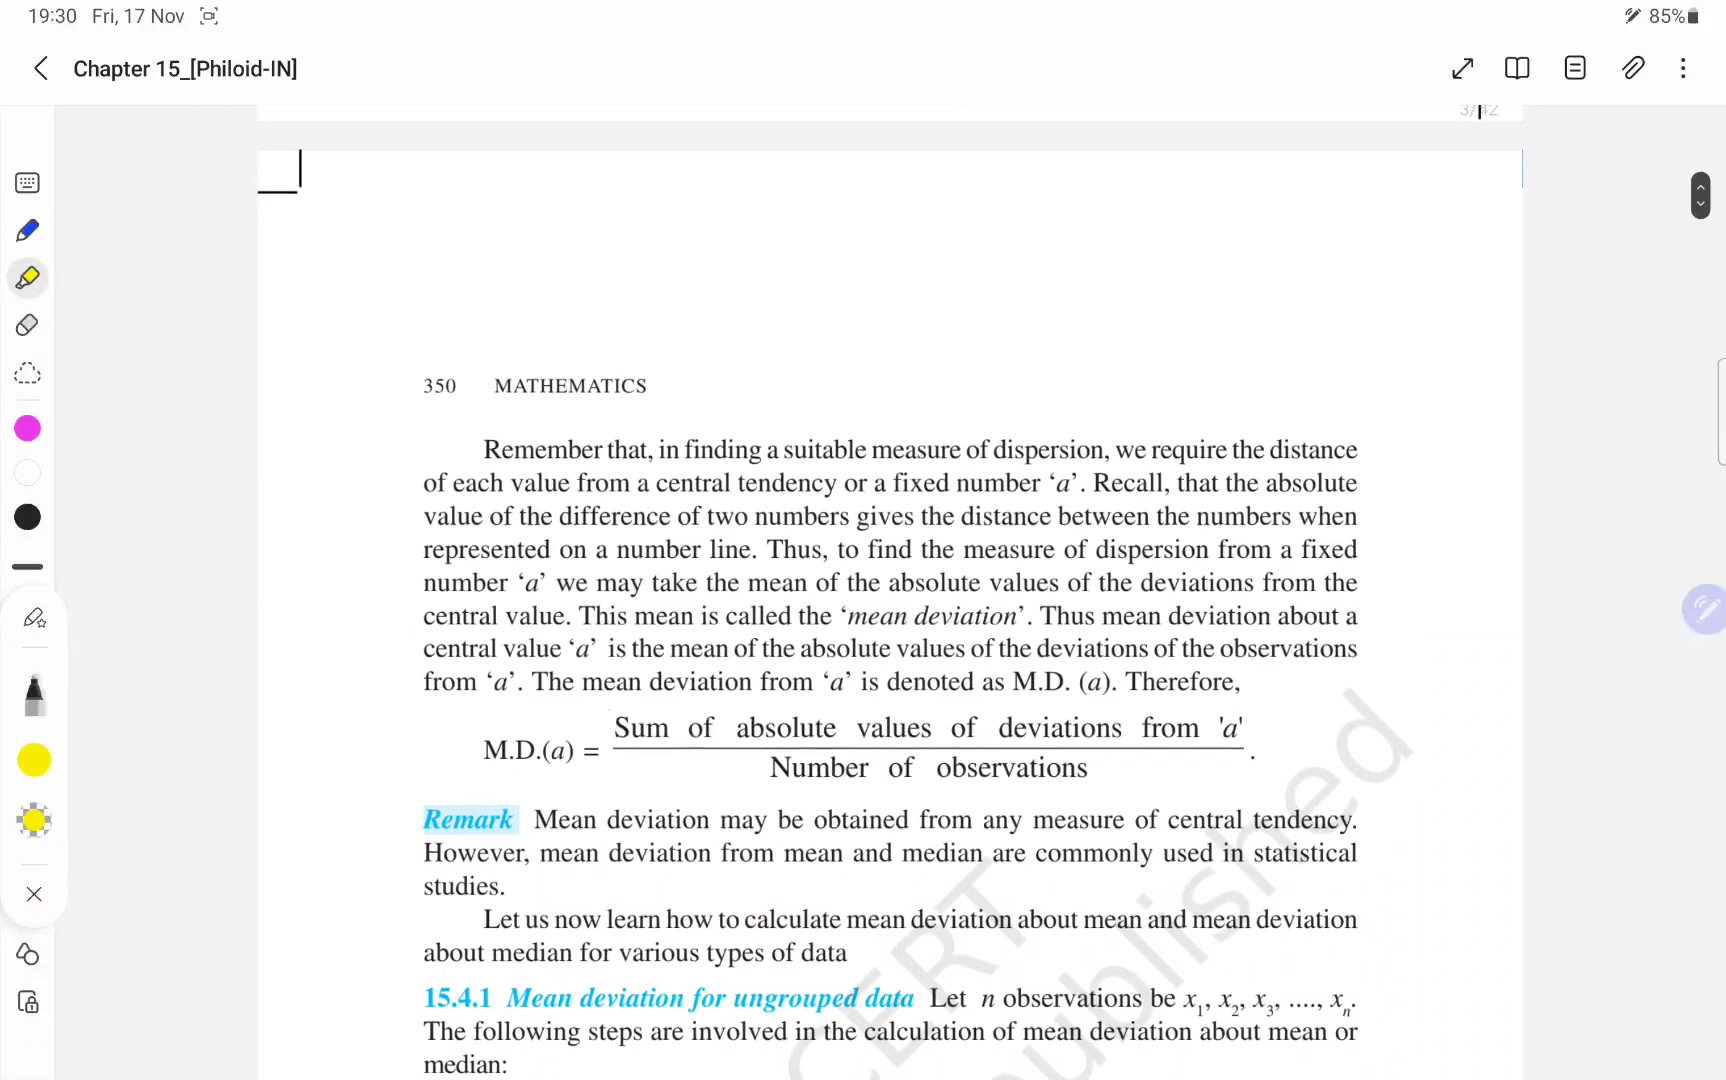 19:30 Fri, 17 Nov
85%
Chapter 15_[Philoid-IN]
3/42
350 MATHEMATICS
Remember that, in finding a suitable measure of dispersion, we require the distance
of each value from a central tendency or a fixed number ‘a’. Recall, that the absolute
value of the difference of two numbers gives the distance between the numbers when
represented on a number line. Thus, to find the measure of dispersion from a fixed
number ‘a’ we may take the mean of the absolute values of the deviations from the
central value. This mean is called the ‘mean deviation’. Thus mean deviation about a
central value ‘a’ is the mean of the absolute values of the deviations of the observations
from ‘a’. The mean deviation from ‘a’ is denoted as M.D. (a). Therefore,
Sum of absolute values of deviations from 'a'
M.D.(a) = .
Number of observations
Remark Mean deviation may be obtained from any measure of central tendency.
However, mean deviation from mean and median are commonly used in statistical
studies.
Let us now learn how to calculate mean deviation about mean and mean deviation
about median for various types of data
15.4.1 Mean deviation for ungrouped data Let n observations be x₁, x₂, x₃, ...., xₙ.
The following steps are involved in the calculation of mean deviation about mean or
median: